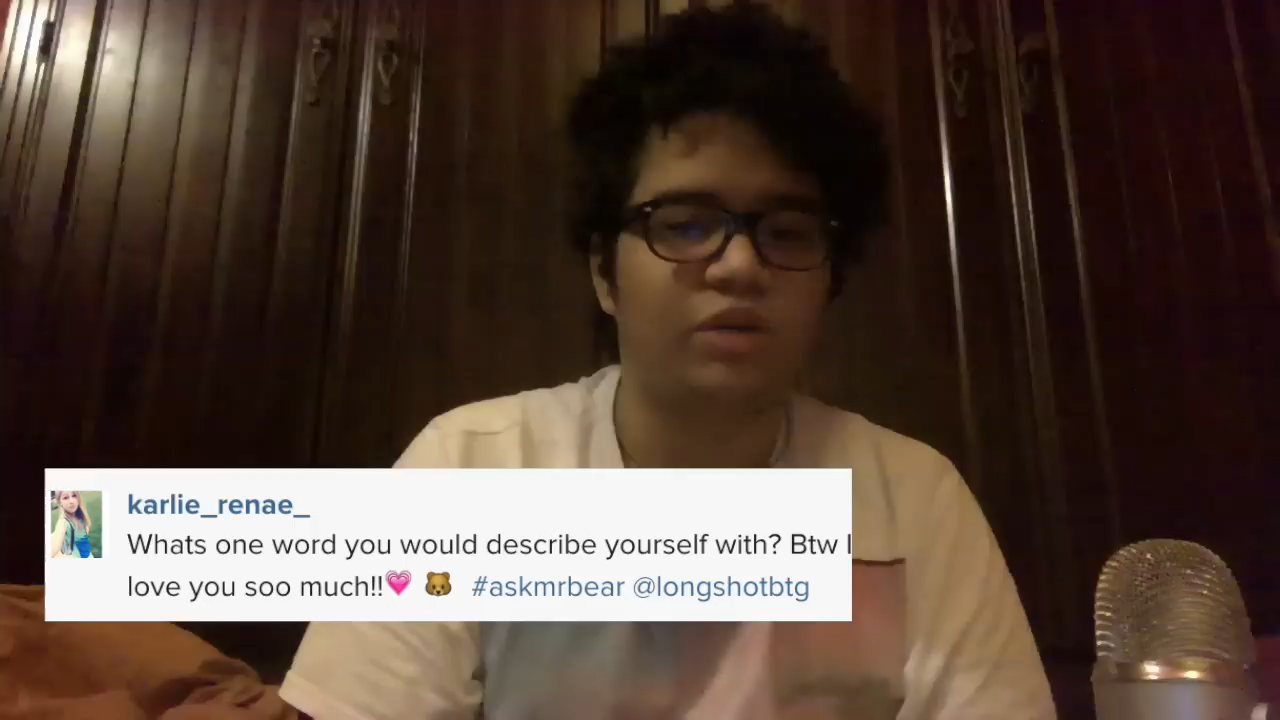 karlie_renae_
Whats one word you would describe yourself with? Btw I
love you soo much!!💗 🐻 #askmrbear @longshotbtg